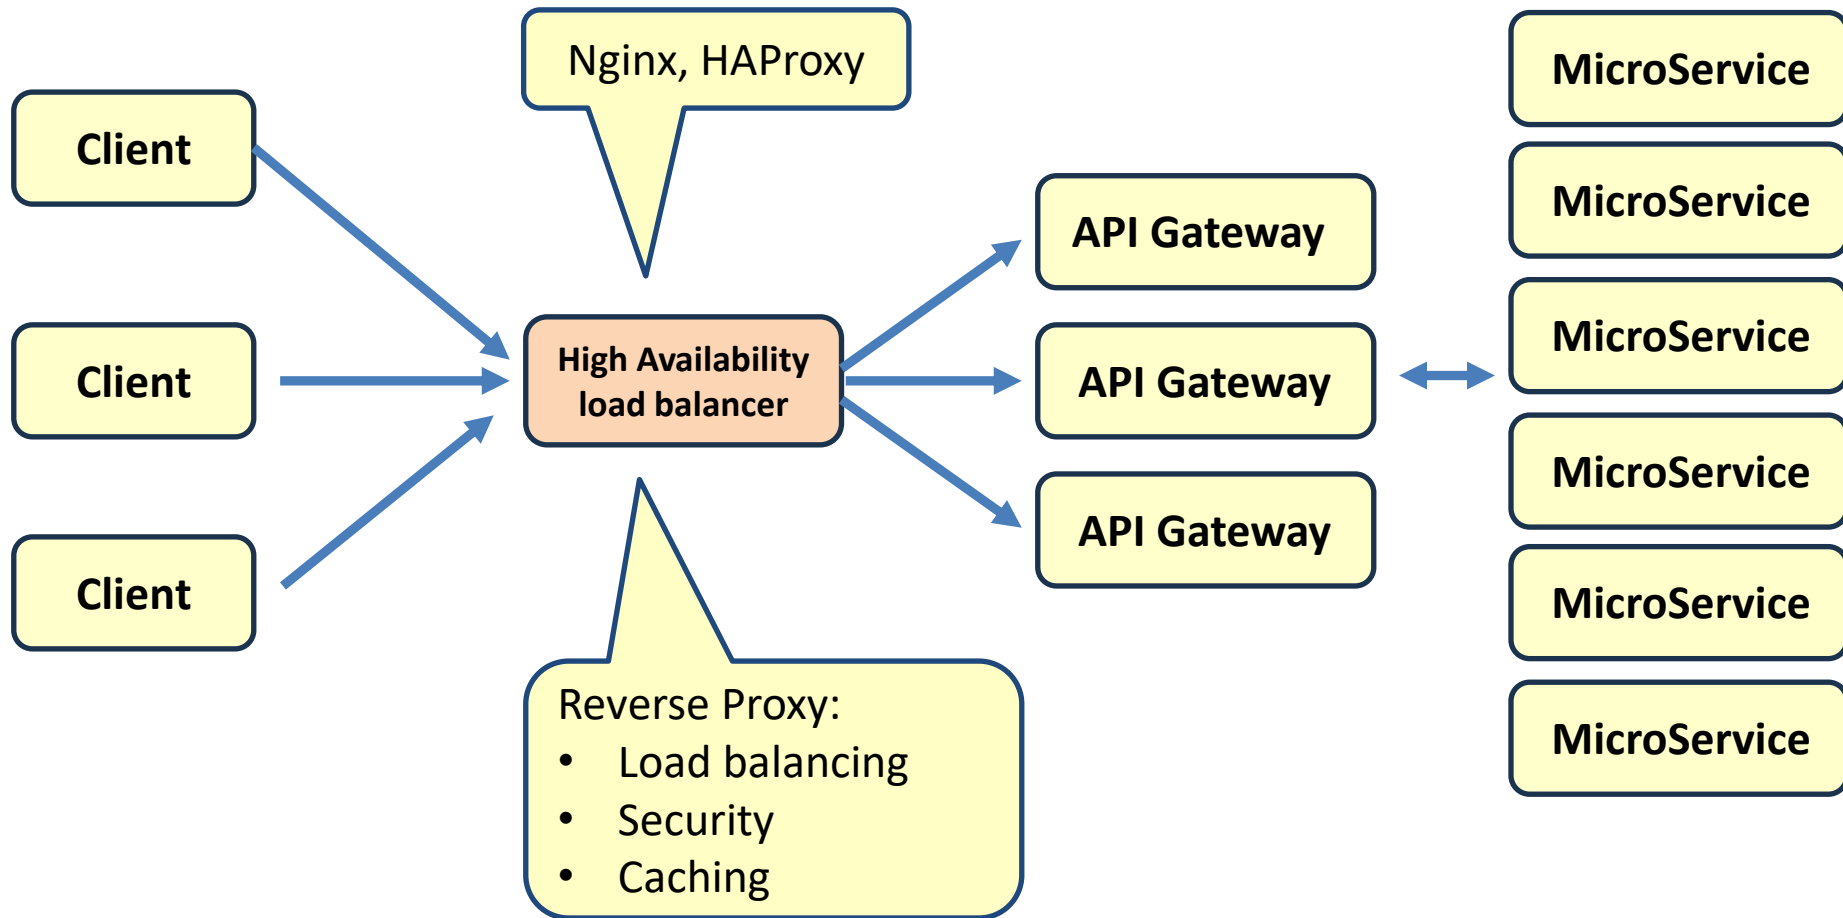 Client
Client
Client
Nginx, HAProxy
High Availability
load balancer
Reverse Proxy:
• Load balancing
• Security
• Caching
API Gateway
API Gateway
API Gateway
MicroService
MicroService
MicroService
MicroService
MicroService
MicroService